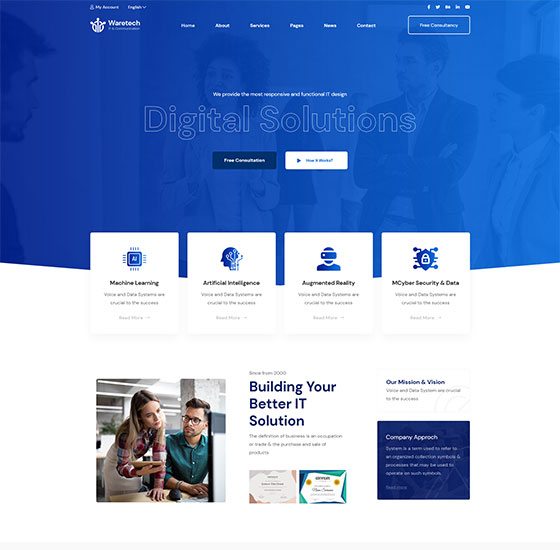 My Account
English
Waretech
IT & Communications
Home
About
Services
Pages
News
Contact
Free Consultancy
We provide the most responsive and functional IT design
Digital Solutions
Free Consultation
How It Works?
AI
Machine Learning
Voice and Data Systems are
crucial to the success
Read More →
Artificial Intelligence
Voice and Data Systems are
crucial to the success
Read More →
Augmented Reality
Voice and Data Systems are
crucial to the success
Read More →
MCyber Security & Data
Voice and Data Systems are
crucial to the success
Read More →
Since from 2000
Building Your
Better IT
Solution
The definition of business is an occupation
or trade & the purchase and sale of
products
Our Mission & Vision
Voice and Data System are crucial
to the success
Company Approch
System is a term used to refer to
an organized collection symbols &
processes that may be used to
operate on such symbols.
Read more